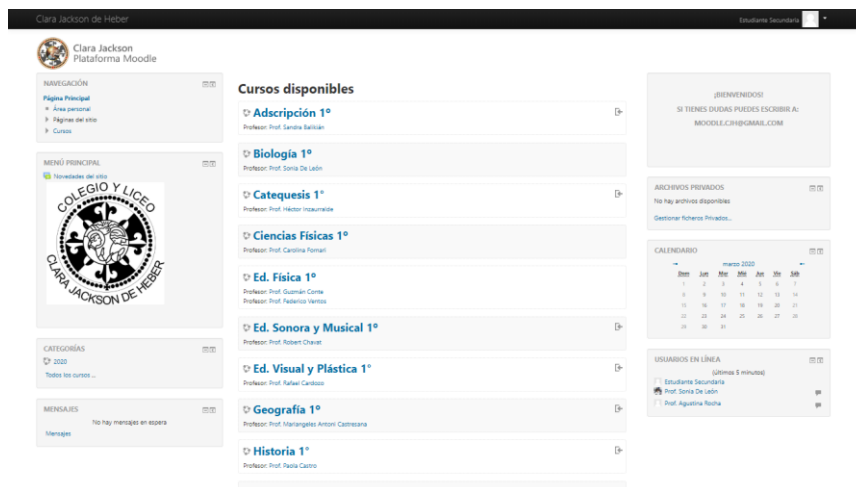 Clara Jackson de Heber
Estudiante Secundaria
Clara Jackson
Plataforma Moodle
NAVEGACIÓN
Página Principal
Área personal
Páginas del sitio
Cursos
MENÚ PRINCIPAL
Novedades del sitio
COLEGIO Y LICEO
CLARA JACKSON DE HEBER
CATEGORÍAS
2020
Todos los cursos ...
MENSAJES
No hay mensajes en espera
Mensajes
Cursos disponibles
Adscripción 1º
Profesor: Prof. Sandra Balikián
Biología 1º
Profesor: Prof. Sonia De León
Catequesis 1°
Profesor: Prof. Héctor Inzaurralde
Ciencias Físicas 1º
Profesor: Prof. Carolina Fornari
Ed. Física 1º
Profesor: Prof. Guzmán Conte
Profesor: Prof. Federico Ventos
Ed. Sonora y Musical 1º
Profesor: Prof. Robert Chavat
Ed. Visual y Plástica 1°
Profesor: Prof. Rafael Cardozo
Geografía 1º
Profesor: Prof. Mariangeles Antoni Castresana
Historia 1°
Profesor: Prof. Paola Castro
¡BIENVENIDOS!
SI TIENES DUDAS PUEDES ESCRIBIR A:
MOODLE.CJH@GMAIL.COM
ARCHIVOS PRIVADOS
No hay archivos disponibles
Gestionar ficheros Privados...
CALENDARIO
marzo 2020
Dom Lun Mar Mié Jue Vie Sáb
1 2 3 4 5 6 7
8 9 10 11 12 13 14
15 16 17 18 19 20 21
22 23 24 25 26 27 28
29 30 31
USUARIOS EN LÍNEA
(últimos 5 minutos)
Estudiante Secundaria
Prof. Sonia De León
Prof. Agustina Rocha